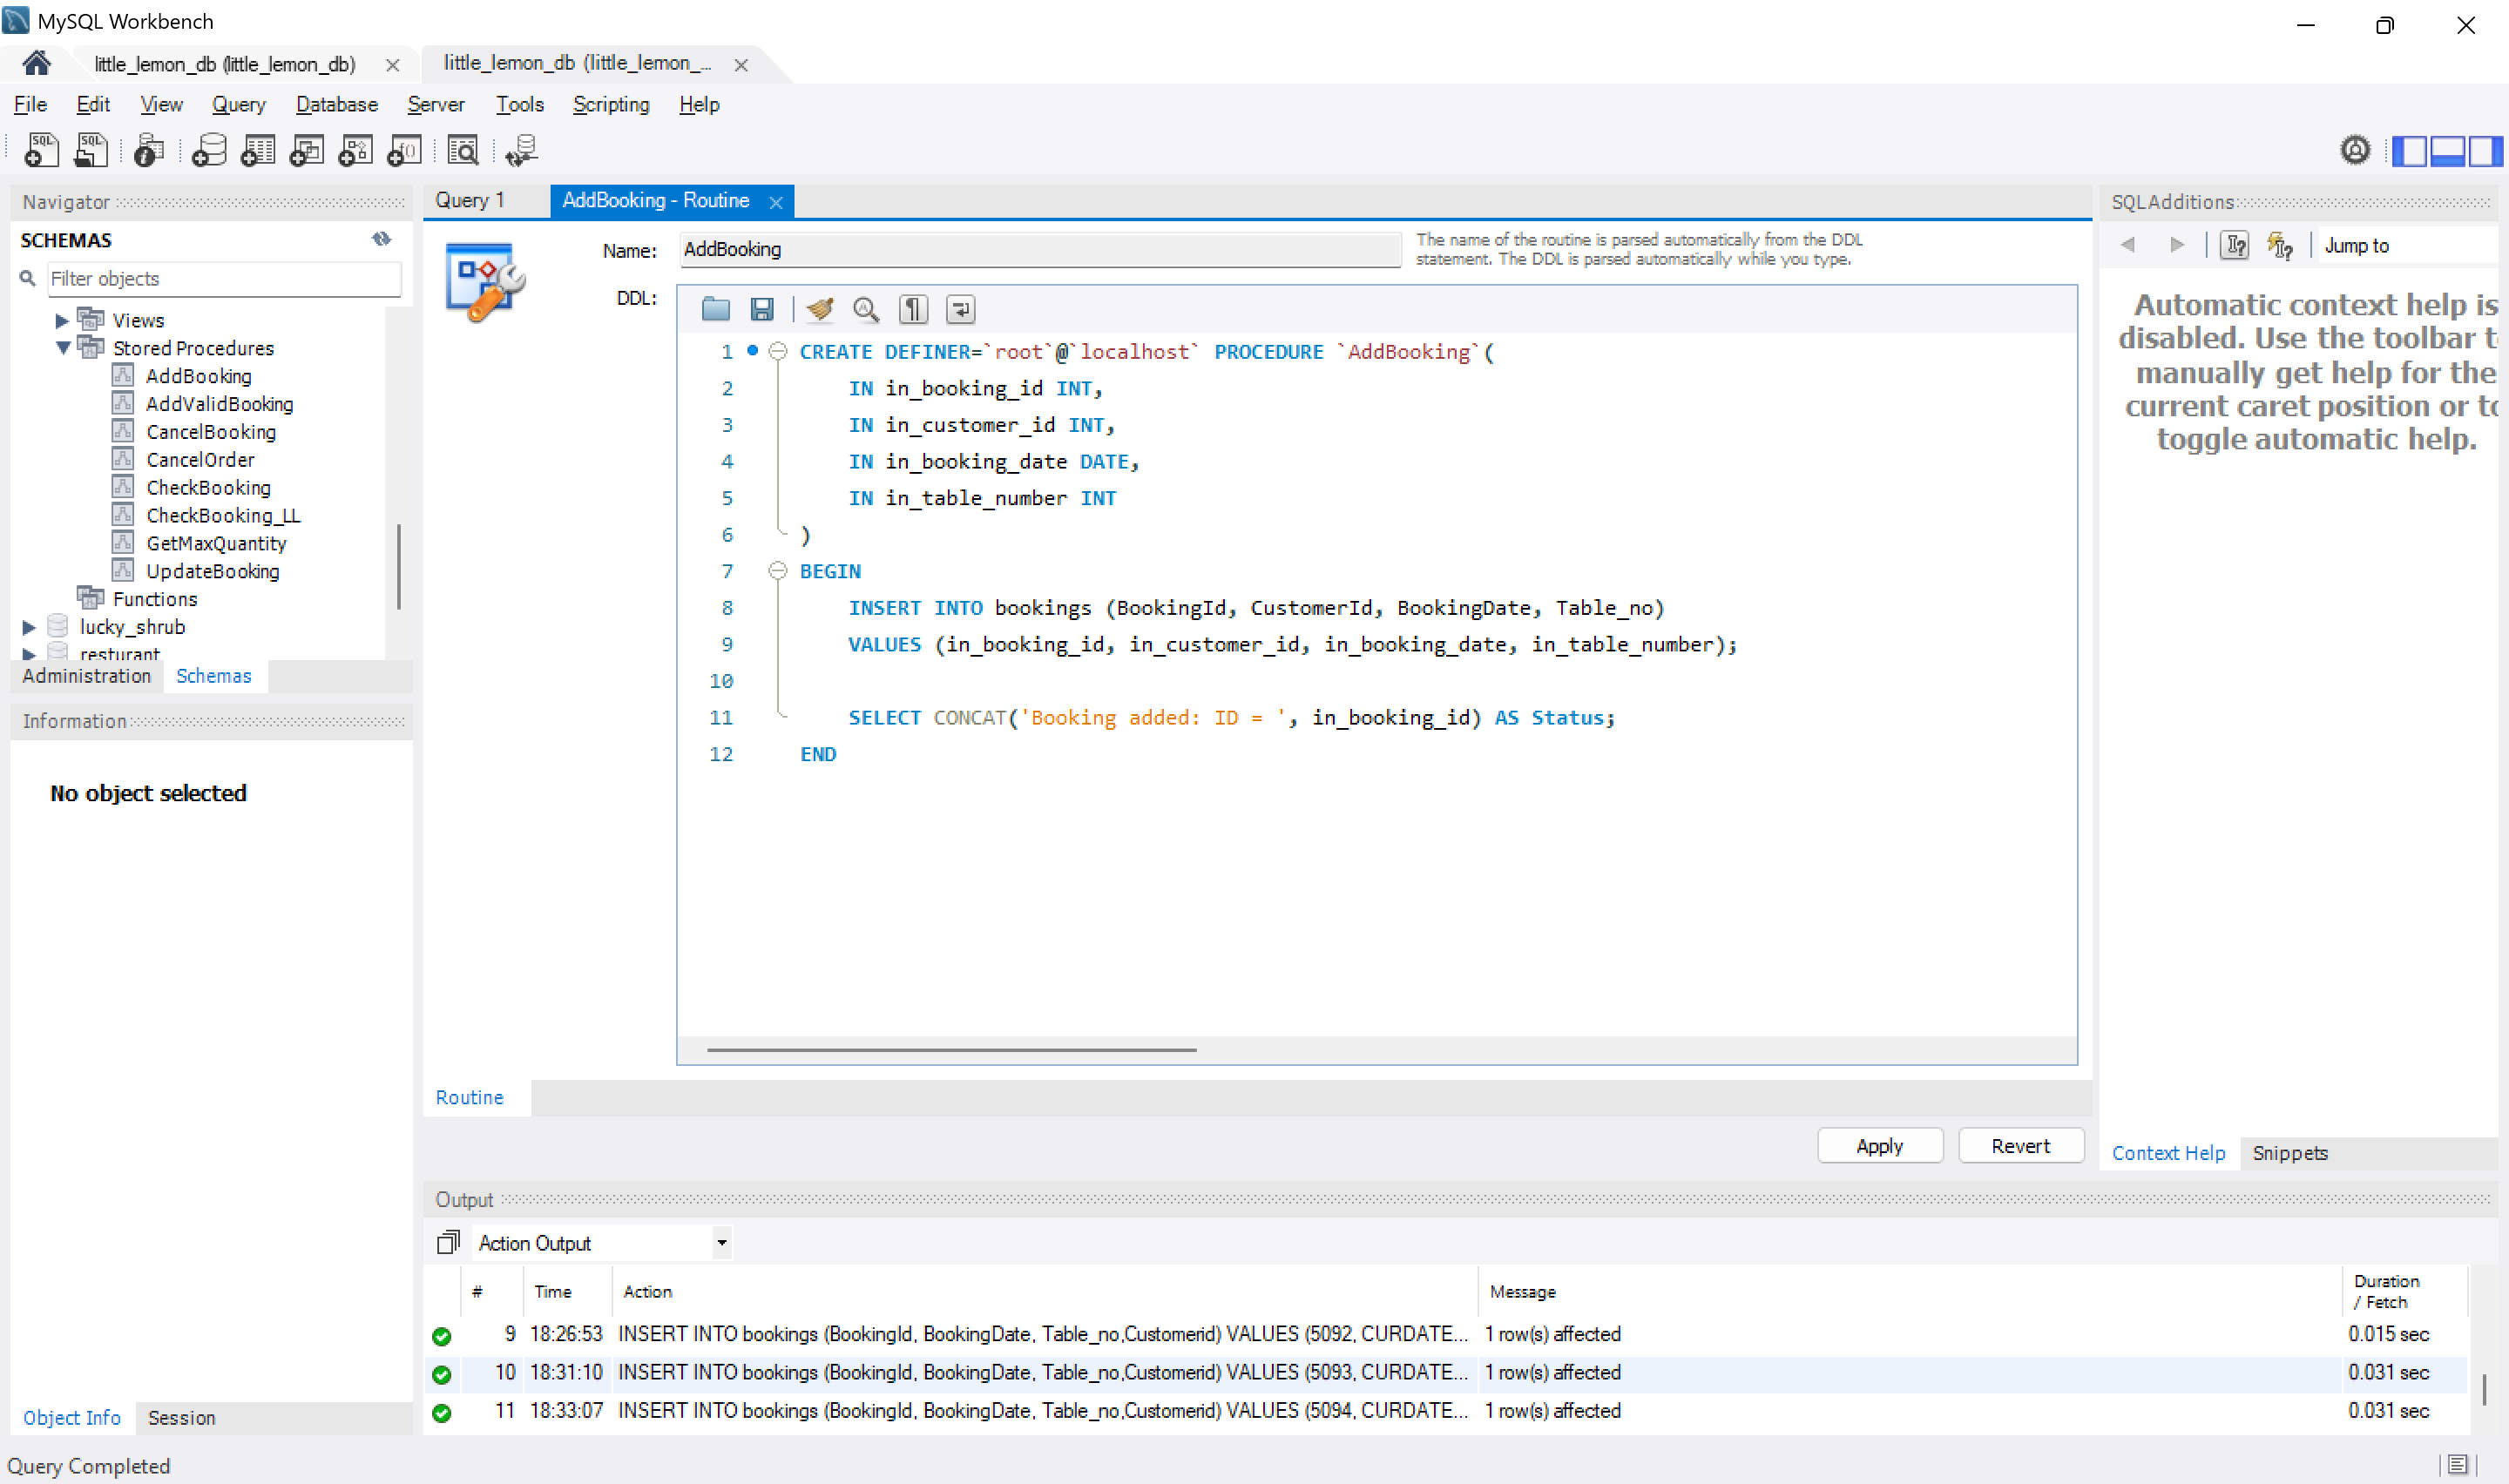 MySQL Workbench
little_lemon_db (little_lemon_db)
little_lemon_db (little_lemon_...
File Edit View Query Database Server Tools Scripting Help
Navigator
SCHEMAS
Filter objects
Views
Stored Procedures
AddBooking
AddValidBooking
CancelBooking
CancelOrder
CheckBooking
CheckBooking_LL
GetMaxQuantity
UpdateBooking
Functions
lucky_shrub
resturant
Administration Schemas
Information
No object selected
Object Info Session
Query 1 AddBooking - Routine
Name: AddBooking
The name of the routine is parsed automatically from the DDL
statement. The DDL is parsed automatically while you type.
DDL:
1 CREATE DEFINER=`root`@`localhost` PROCEDURE `AddBooking`(
2 IN in_booking_id INT,
3 IN in_customer_id INT,
4 IN in_booking_date DATE,
5 IN in_table_number INT
6 )
7 BEGIN
8 INSERT INTO bookings (BookingId, CustomerId, BookingDate, Table_no)
9 VALUES (in_booking_id, in_customer_id, in_booking_date, in_table_number);
10
11 SELECT CONCAT('Booking added: ID = ', in_booking_id) AS Status;
12 END
Routine
Apply Revert
SQLAdditions
Jump to
Automatic context help is
disabled. Use the toolbar t
manually get help for the
current caret position or to
toggle automatic help.
Context Help Snippets
Output
Action Output
# Time Action Message Duration / Fetch
9 18:26:53 INSERT INTO bookings (BookingId, BookingDate, Table_no,Customerid) VALUES (5092, CURDATE... 1 row(s) affected 0.015 sec
10 18:31:10 INSERT INTO bookings (BookingId, BookingDate, Table_no,Customerid) VALUES (5093, CURDATE... 1 row(s) affected 0.031 sec
11 18:33:07 INSERT INTO bookings (BookingId, BookingDate, Table_no,Customerid) VALUES (5094, CURDATE... 1 row(s) affected 0.031 sec
Query Completed